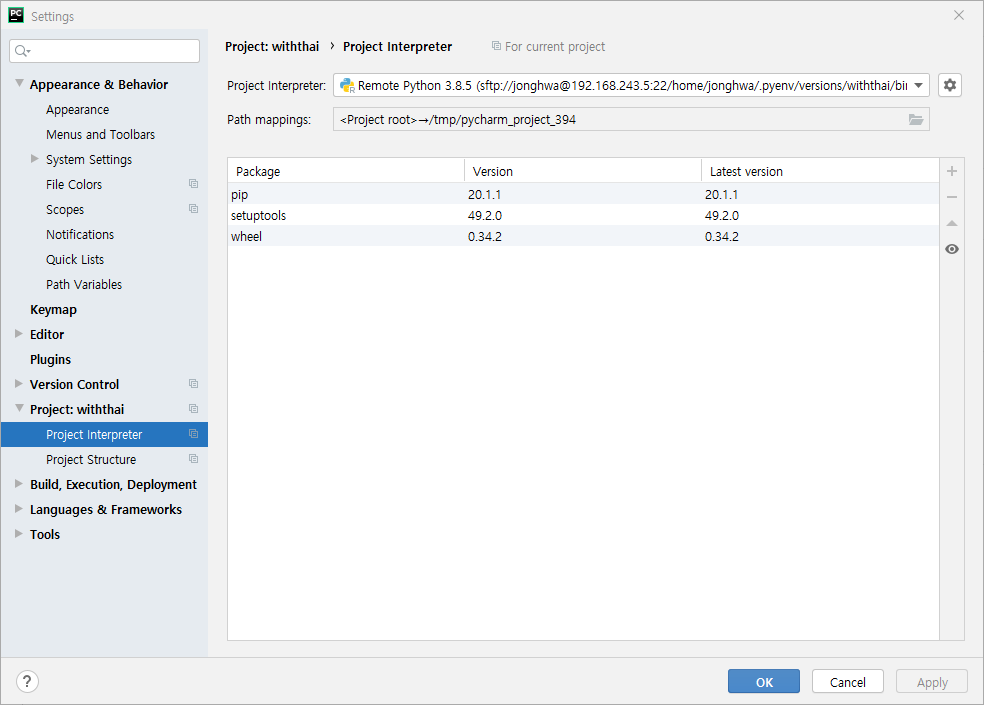 PC
Settings
Project: withthai › Project Interpreter For current project
Appearance & Behavior
Appearance
Menus and Toolbars
System Settings
File Colors
Scopes
Notifications
Quick Lists
Path Variables
Keymap
Editor
Plugins
Version Control
Project: withthai
Project Interpreter
Project Structure
Build, Execution, Deployment
Languages & Frameworks
Tools
Project Interpreter: Remote Python 3.8.5 (sftp://jonghwa@192.168.243.5:22/home/jonghwa/.pyenv/versions/withthai/bin
Path mappings: <Project root>→/tmp/pycharm_project_394
Package Version Latest version
pip 20.1.1 20.1.1
setuptools 49.2.0 49.2.0
wheel 0.34.2 0.34.2
? OK Cancel Apply